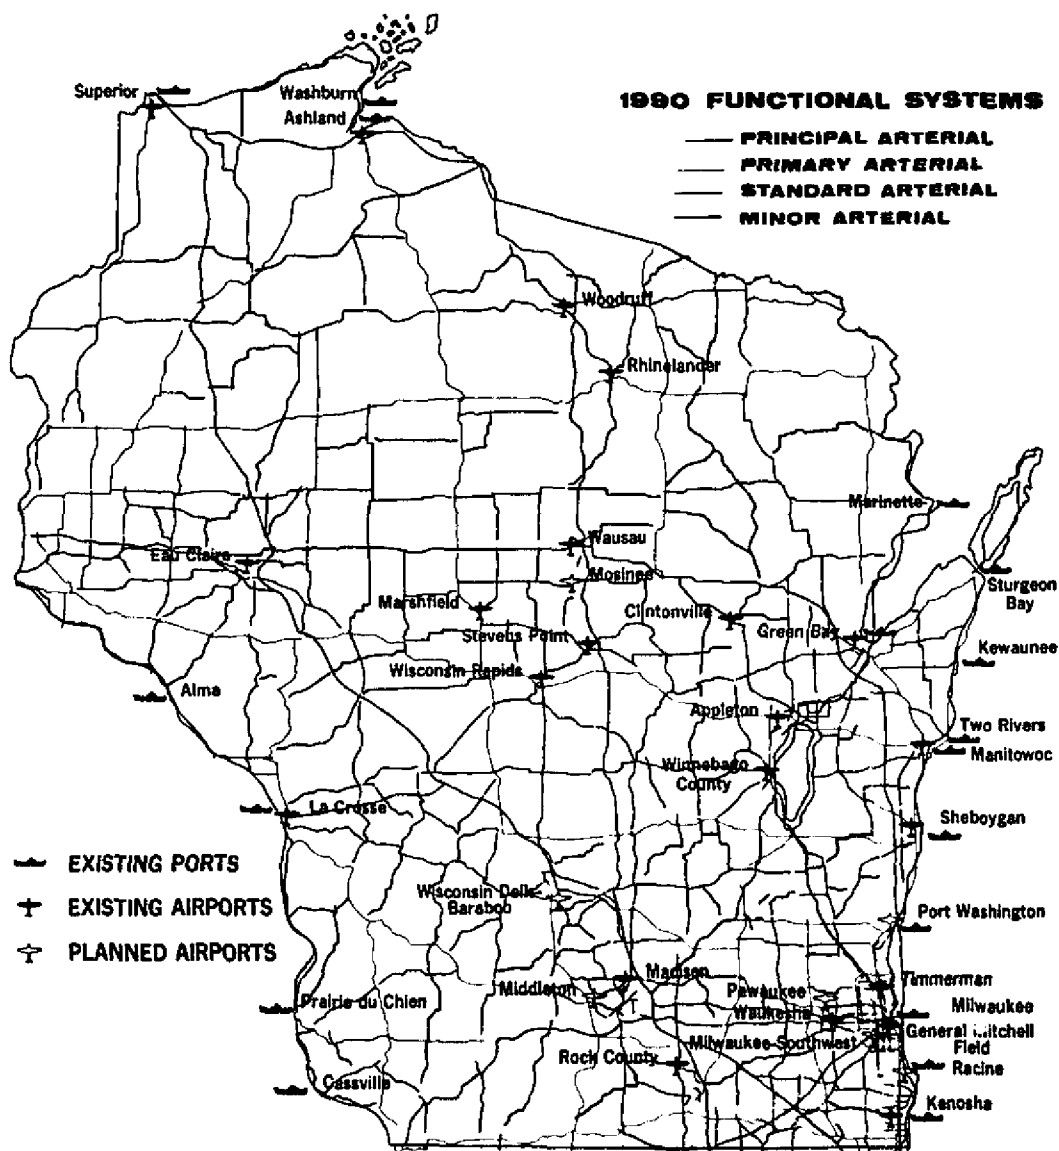 Superior
Washburn
Ashland
1990 FUNCTIONAL SYSTEMS
PRINCIPAL ARTERIAL
PRIMARY ARTERIAL
STANDARD ARTERIAL
MINOR ARTERIAL
Woodruff
Rhinelander
Marinette
Eau Claire
Wausau
Mosinee
Sturgeon
Bay
Marshfield
Clintonville
Green Bay
Stevens Point
Kewaunee
Wisconsin Rapids
Alma
Appleton
Two Rivers
Manitowoc
Winnebago
County
La Crosse
Sheboygan
EXISTING PORTS
EXISTING AIRPORTS
PLANNED AIRPORTS
Wisconsin Dells
Baraboo
Port Washington
Madison
Middleton
Timmerman
Pewaukee
Waukesha
Prairie du Chien
Milwaukee
General Mitchell
Field
Milwaukee Southwest
Rock County
Racine
Cassville
Kenosha